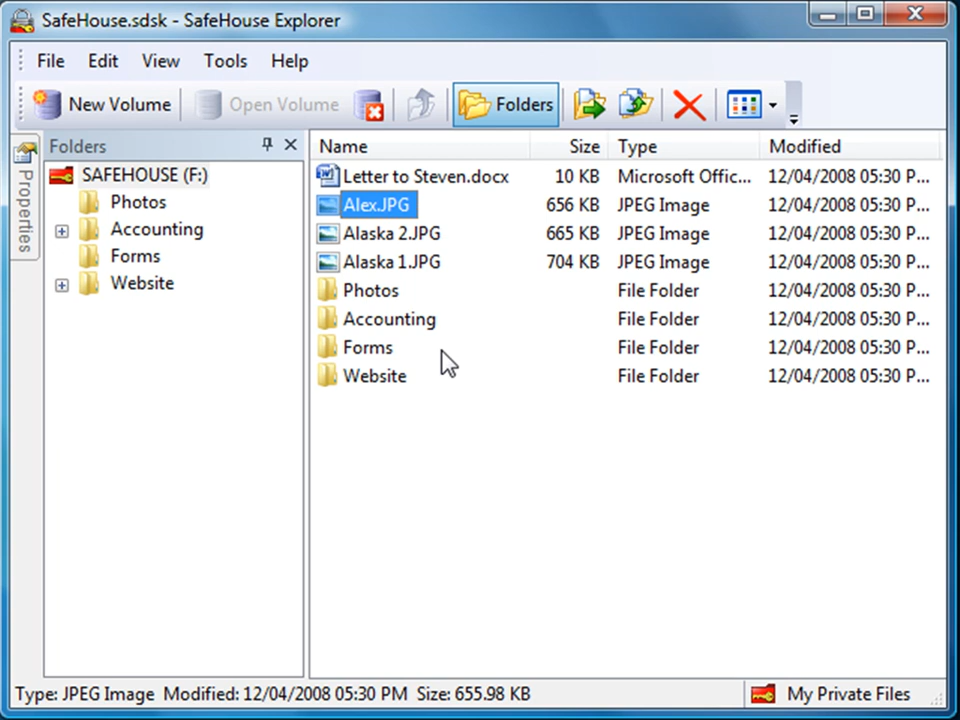 SafeHouse.sdsk - SafeHouse Explorer
File Edit View Tools Help
New Volume Open Volume Folders
Properties
Folders
SAFEHOUSE (F:)
Photos
Accounting
Forms
Website
Name Size Type Modified
Letter to Steven.docx 10 KB Microsoft Offic... 12/04/2008 05:30 P...
Alex.JPG 656 KB JPEG Image 12/04/2008 05:30 P...
Alaska 2.JPG 665 KB JPEG Image 12/04/2008 05:30 P...
Alaska 1.JPG 704 KB JPEG Image 12/04/2008 05:30 P...
Photos File Folder 12/04/2008 05:30 P...
Accounting File Folder 12/04/2008 05:30 P...
Forms File Folder 12/04/2008 05:30 P...
Website File Folder 12/04/2008 05:30 P...
Type: JPEG Image Modified: 12/04/2008 05:30 PM Size: 655.98 KB My Private Files